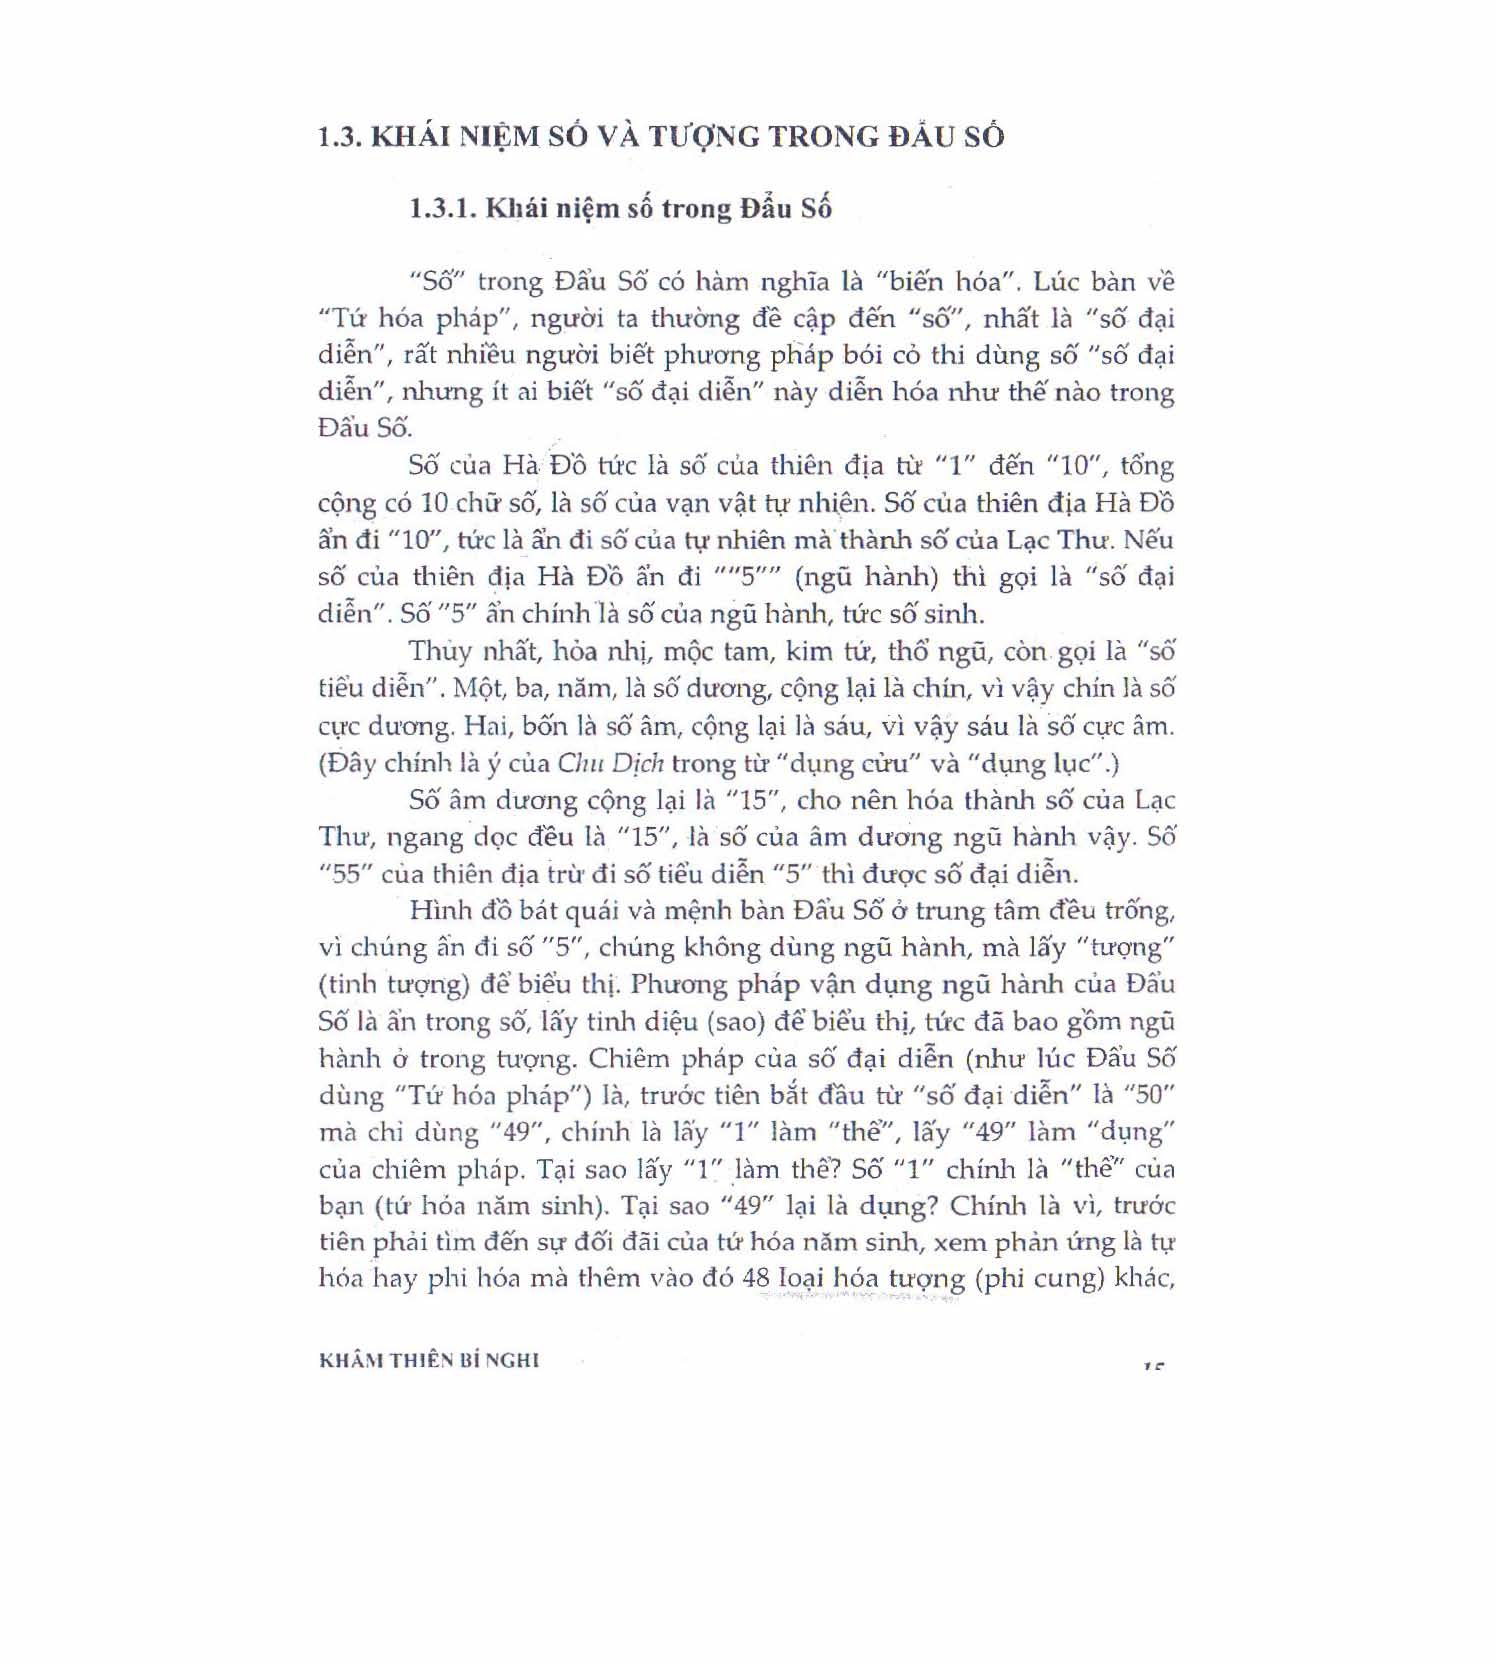 1.3. KHÁI NIỆM SỐ VÀ TƯỢNG TRONG ĐẨU SỐ
1.3.1. Khái niệm số trong Đẩu Số
“Số” trong Đẩu Số có hàm nghĩa là “biến hóa”. Lúc bàn về
“Tứ hóa pháp”, người ta thường đề cập đến “số”, nhất là “số đại
diễn”, rất nhiều người biết phương pháp bói cỏ thi dùng số “số đại
diễn”, nhưng ít ai biết “số đại diễn” này diễn hóa như thế nào trong
Đẩu Số.
Số của Hà Đồ tức là số của thiên địa từ “1” đến “10”, tổng
cộng có 10 chữ số, là số của vạn vật tự nhiên. Số của thiên địa Hà Đồ
ẩn đi “10”, tức là ẩn đi số của tự nhiên mà thành số của Lạc Thư. Nếu
số của thiên địa Hà Đồ ẩn đi ““5”” (ngũ hành) thì gọi là “số đại
diễn”. Số “5” ẩn chính là số của ngũ hành, tức số sinh.
Thủy nhất, hỏa nhị, mộc tam, kim tứ, thổ ngũ, còn gọi là “số
tiểu diễn”. Một, ba, năm, là số dương, cộng lại là chín, vì vậy chín là số
cực dương. Hai, bốn là số âm, cộng lại là sáu, vì vậy sáu là số cực âm.
(Đây chính là ý của Chu Dịch trong từ “dụng cửu” và “dụng lục”.)
Số âm dương cộng lại là “15”, cho nên hóa thành số của Lạc
Thư, ngang dọc đều là “15”, là số của âm dương ngũ hành vậy. Số
“55” của thiên địa trừ đi số tiểu diễn “5” thì được số đại diễn.
Hình đồ bát quái và mệnh bàn Đẩu Số ở trung tâm đều trống,
vì chúng ẩn đi số “5”, chúng không dùng ngũ hành, mà lấy “tượng”
(tinh tượng) để biểu thị. Phương pháp vận dụng ngũ hành của Đẩu
Số là ẩn trong số, lấy tinh diệu (sao) để biểu thị, tức đã bao gồm ngũ
hành ở trong tượng. Chiêm pháp của số đại diễn (như lúc Đẩu Số
dùng “Tứ hóa pháp”) là, trước tiên bắt đầu từ “số đại diễn” là “50”
mà chỉ dùng “49”, chính là lấy “1” làm “thể”, lấy “49” làm “dụng”
của chiêm pháp. Tại sao lấy “1” làm thể? Số “1” chính là “thể” của
bạn (tứ hóa năm sinh). Tại sao “49” lại là dụng? Chính là vì, trước
tiên phải tìm đến sự đối đãi của tứ hóa năm sinh, xem phản ứng là tự
hóa hay phi hóa mà thêm vào đó 48 loại hóa tượng (phi cung) khác,
KHÂM THIÊN BÍ NGHI